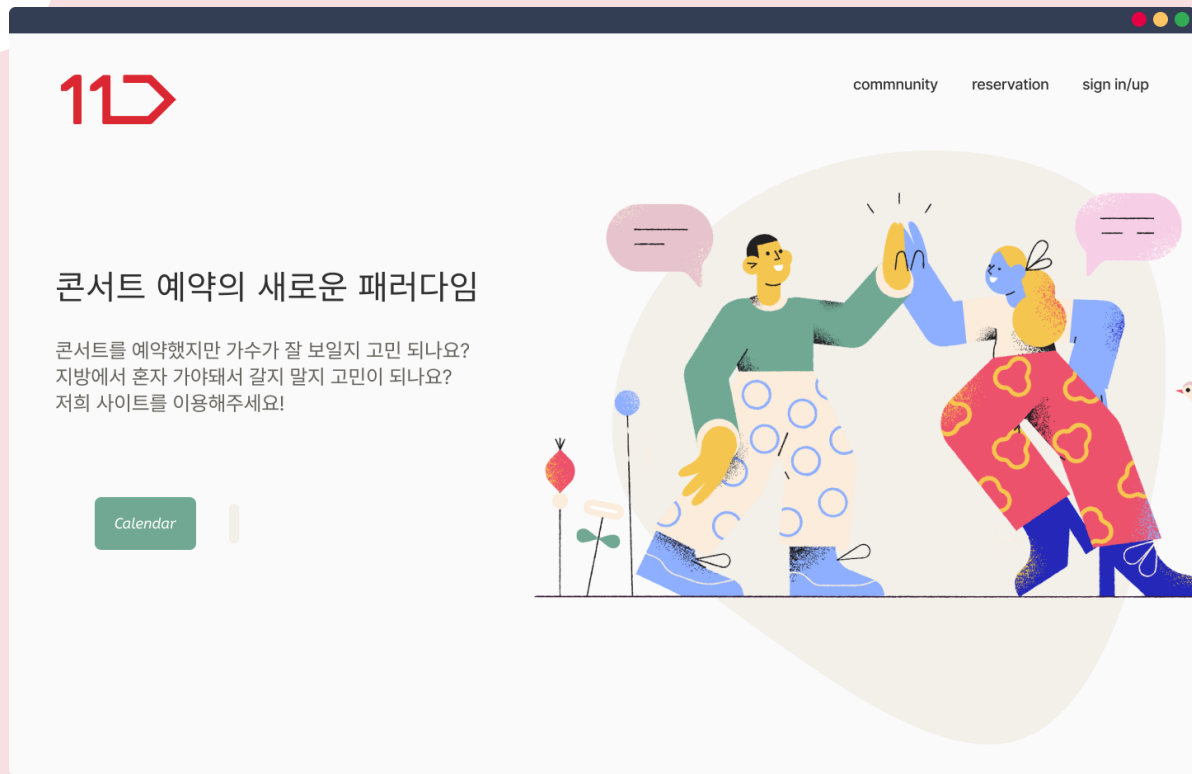 11
commnunity
reservation
sign in/up
콘서트 예약의 새로운 패러다임
콘서트를 예약했지만 가수가 잘 보일지 고민 되나요?
지방에서 혼자 가야돼서 갈지 말지 고민이 되나요?
저희 사이트를 이용해주세요!
Calendar